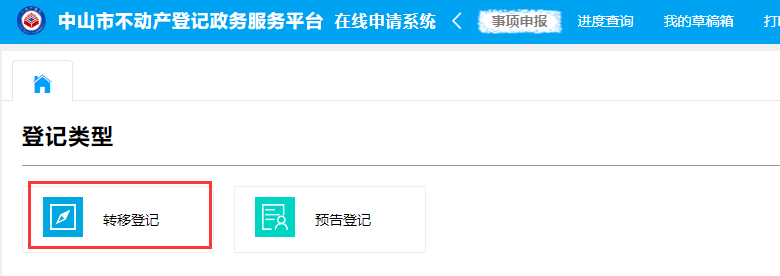 中山市不动产登记政务服务平台 在线申请系统 事项申报 进度查询 我的草稿箱 打
登记类型
转移登记 预告登记